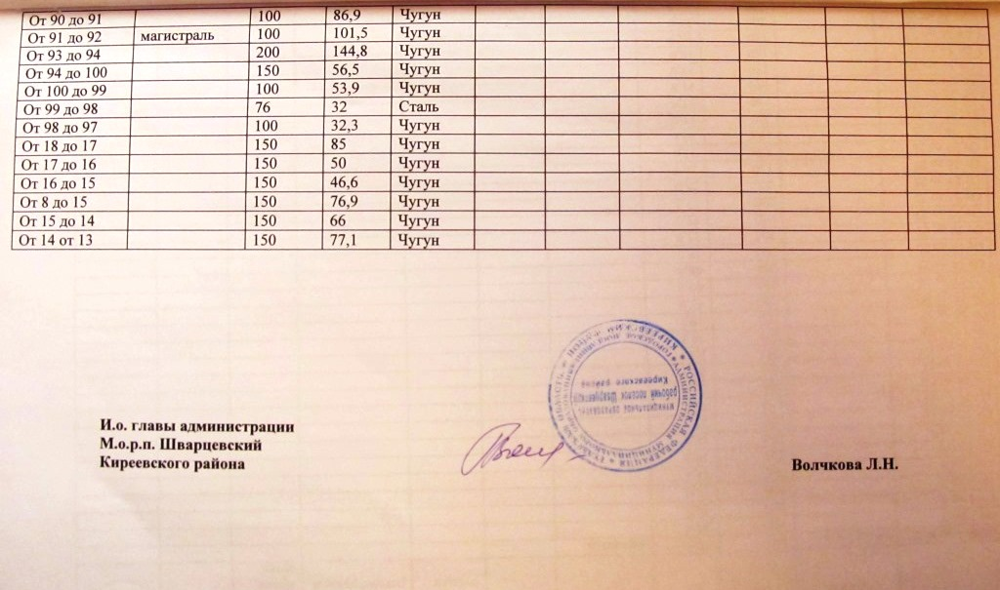 От 90 до 91 100 86,9 Чугун
От 91 до 92 магистраль 100 101,5 Чугун
От 93 до 94 200 144,8 Чугун
От 94 до 100 150 56,5 Чугун
От 100 до 99 100 53,9 Чугун
От 99 до 98 76 32 Сталь
От 98 до 97 100 32,3 Чугун
От 18 до 17 150 85 Чугун
От 17 до 16 150 50 Чугун
От 16 до 15 150 46,6 Чугун
От 8 до 15 150 76,9 Чугун
От 15 до 14 150 66 Чугун
От 14 от 13 150 77,1 Чугун
И.о. главы администрации
М.о.р.п. Шварцевский
Киреевского района
Волчкова Л.Н.
РОССИЙСКАЯ ФЕДЕРАЦИЯ
муниципальное образование
рабочий поселок Шварцевский
Киреевского района